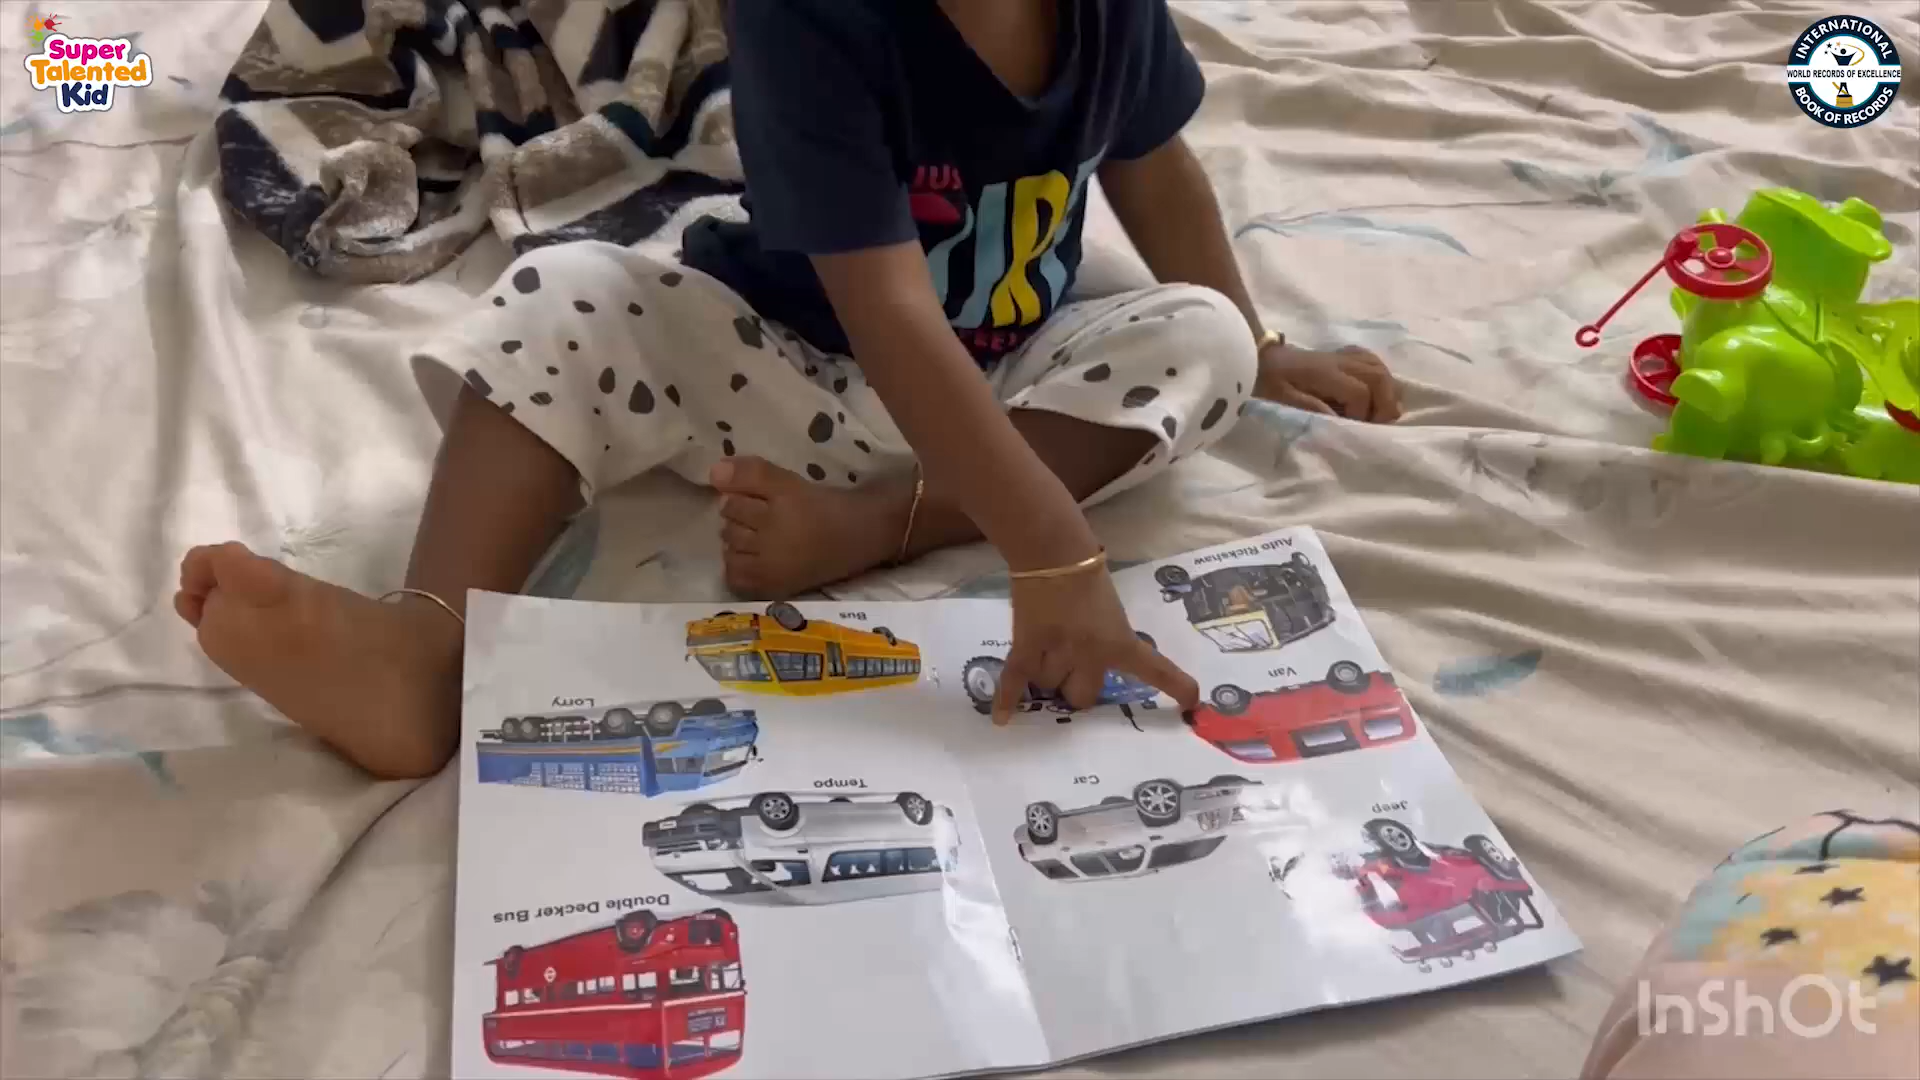 Super
Talented
Kid
INTERNATIONAL
WORLD RECORDS OF EXCELLENCE
BOOK OF RECORDS
JUS
Auto Rickshaw
Bus
Van
Lorry
Tempo
Car
Jeep
Double Decker Bus
InShOt